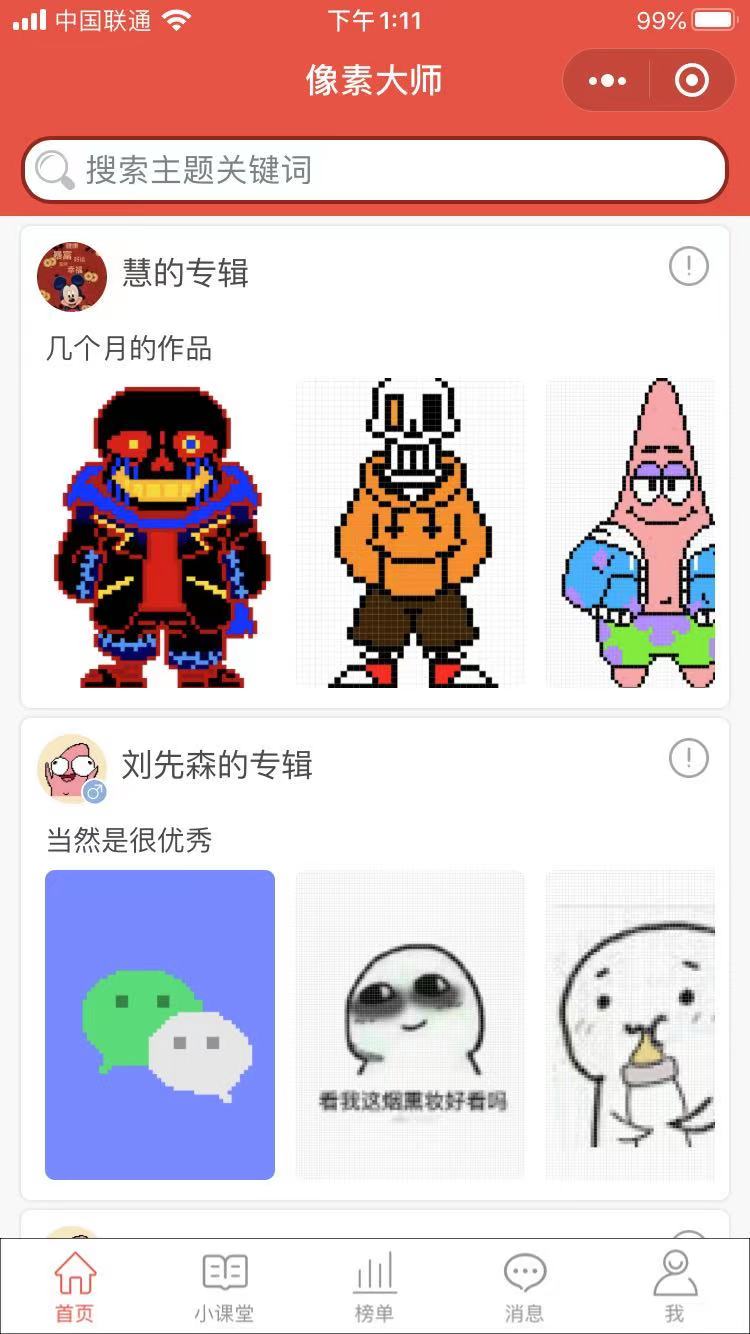 中国联通
下午1:11
99%
像素大师
搜索主题关键词
慧的专辑
几个月的作品
刘先森的专辑
当然是很优秀
看我这烟熏妆好看吗
首页
小课堂
榜单
消息
我